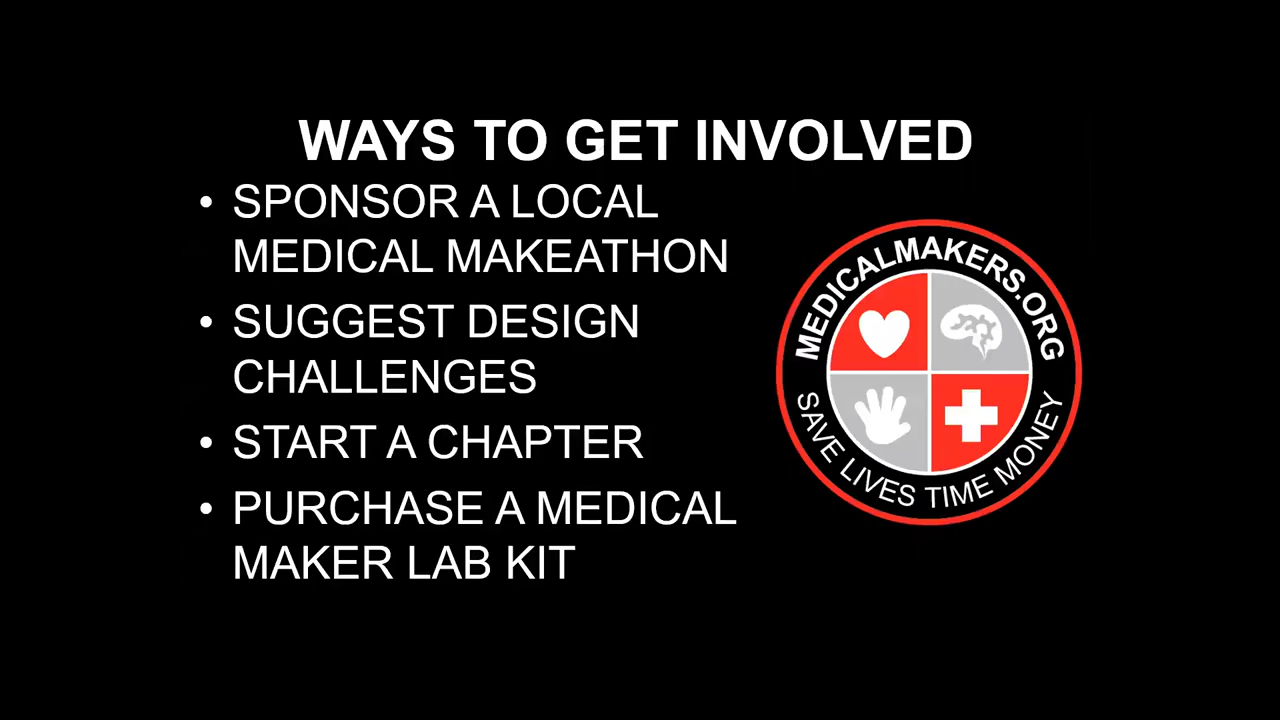 WAYS TO GET INVOLVED
• SPONSOR A LOCAL
MEDICAL MAKEATHON
• SUGGEST DESIGN
CHALLENGES
• START A CHAPTER
• PURCHASE A MEDICAL
MAKER LAB KIT
MEDICALMAKERS.ORG
SAVE LIVES TIME MONEY